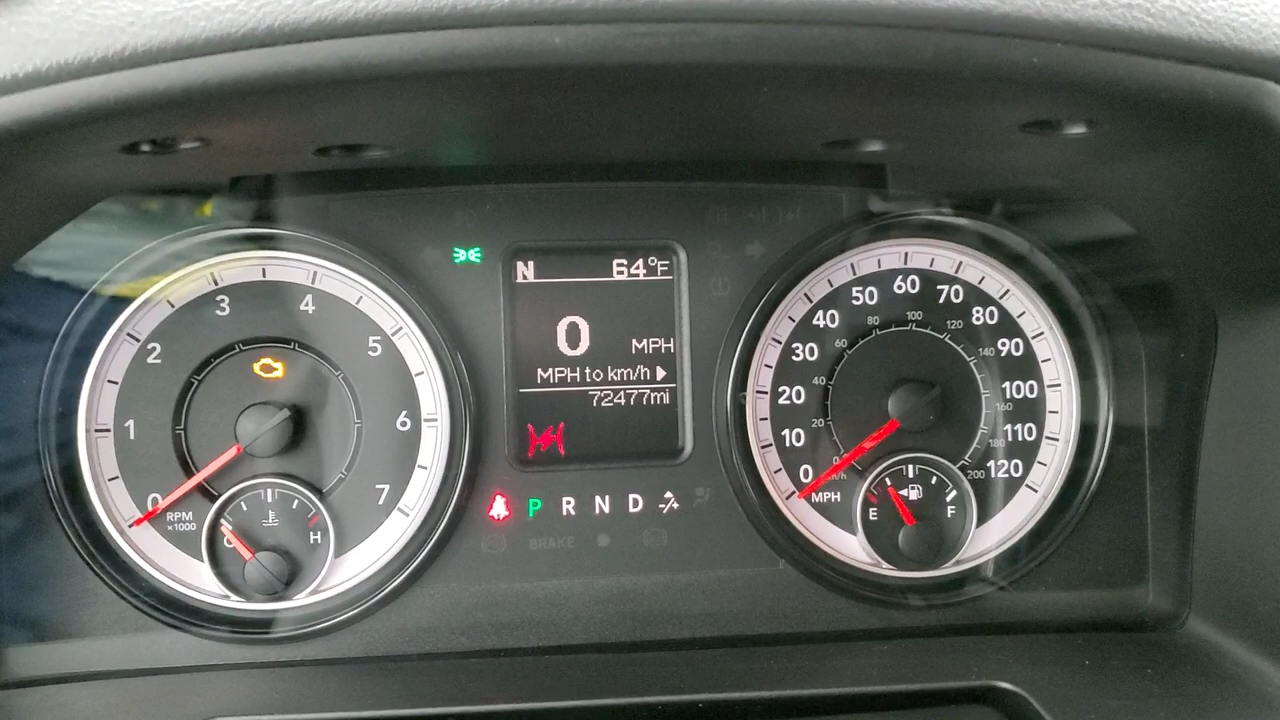 N 64°F
0 MPH
MPH to km/h
72477mi
P R N D
BRAKE
0 1 2 3 4 5 6 7
RPM
x1000
C H
0 10 20 30 40 50 60 70 80 90 100 110 120
MPH
0 20 40 60 80 100 120 140 160 180 200
km/h
E F